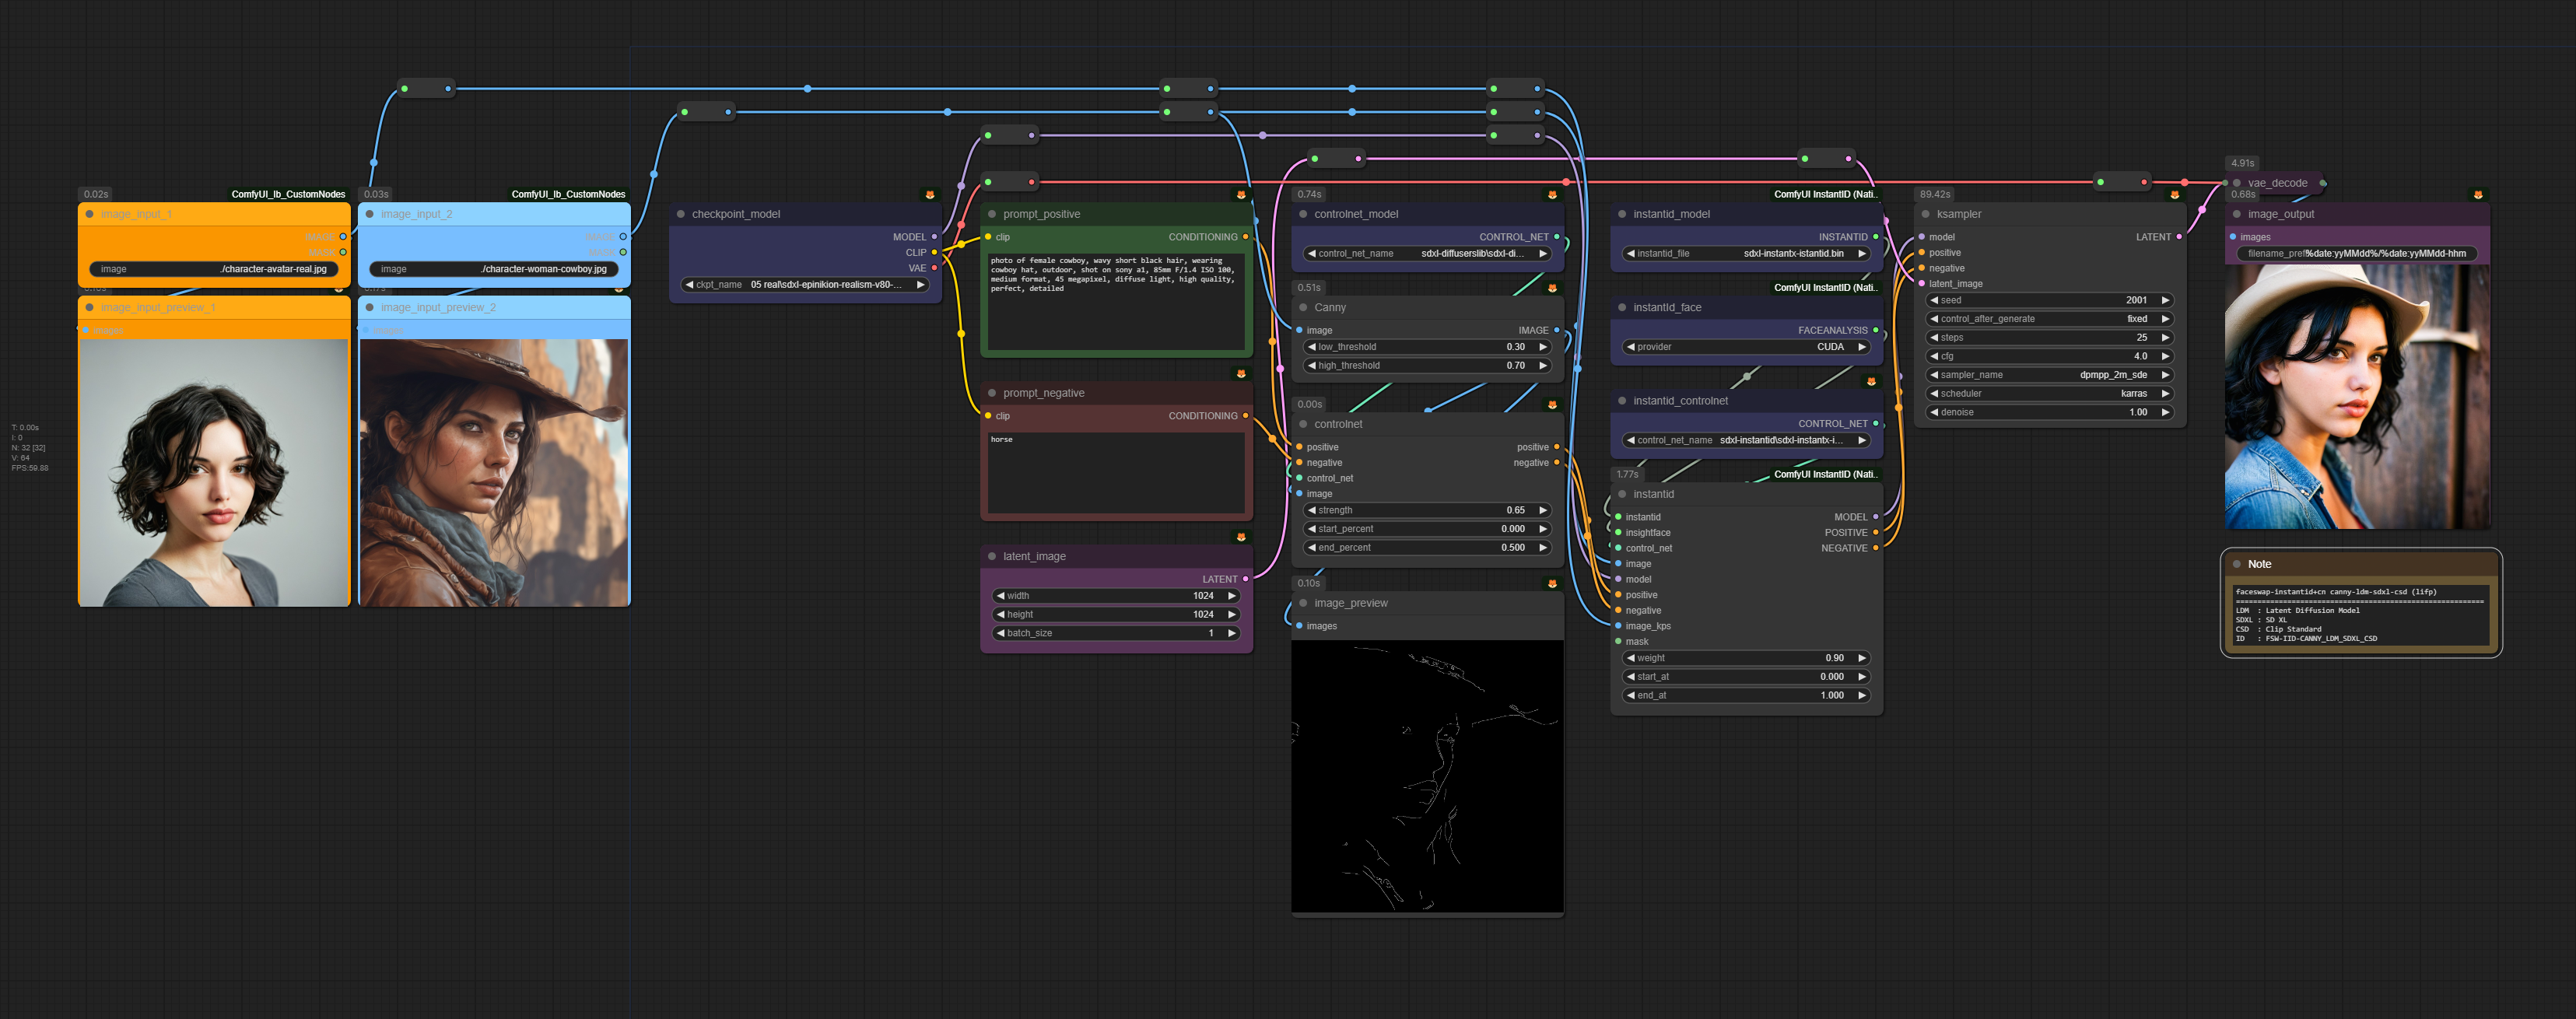 T: 0.00s
I: 0
N: 32 [32]
V: 64
FPS:59.88
0.02s
ComfyUI_Ib_CustomNodes
image_input_1
IMAGE
MASK
image ./character-avatar-real.jpg
image_input_preview_1
images
0.03s
ComfyUI_Ib_CustomNodes
image_input_2
MASK
image ./character-woman-cowboy.jpg
image_input_preview_2
images
checkpoint_model
MODEL
CLIP
VAE
ckpt_name 05 real\sdxl-epinikion-realism-v80-...
prompt_positive
clip CONDITIONING
photo of female cowboy, wavy short black hair, wearing
cowboy hat, outdoor, shot on sony a1, 85mm F/1.4 ISO 100,
medium format, 45 megapixel, diffuse light, high quality,
perfect, detailed
prompt_negative
clip CONDITIONING
horse
latent_image
LATENT
width 1024
height 1024
batch_size 1
0.74s
controlnet_model
CONTROL_NET
control_net_name sdxl-diffuserslib\sdxl-di...
0.51s
Canny
image IMAGE
low_threshold 0.30
high_threshold 0.70
0.00s
controlnet
positive positive
negative negative
control_net
image
strength 0.65
start_percent 0.000
end_percent 0.500
0.10s
image_preview
images
ComfyUI InstantID (Nati..
instantid_model
INSTANTID
instantid_file sdxl-instantx-istantid.bin
ComfyUI InstantID (Nati..
instantId_face
FACEANALYSIS
provider CUDA
instantid_controlnet
CONTROL_NET
control_net_name sdxl-instantid\sdxl-instantx-i...
1.77s
ComfyUI InstantID (Nati..
instantid
instantid MODEL
insightface POSITIVE
control_net NEGATIVE
image
model
positive
negative
image_kps
mask
weight 0.90
start_at 0.000
end_at 1.000
89.42s
ksampler
model LATENT
positive
negative
latent_image
seed 2001
control_after_generate fixed
steps 25
cfg 4.0
sampler_name dpmpp_2m_sde
scheduler karras
denoise 1.00
4.91s
vae_decode
0.68s
image_output
images
filename_pref%date:yyMMdd%/%date:yyMMdd-hhm
Note
faceswap-instantid+cn canny-ldm-sdxl-csd (lifp)
==========================================================
LDM : Latent Diffusion Model
SDXL : SD XL
CSD : Clip Standard
ID : FSW-IID-CANNY_LDM_SDXL_CSD